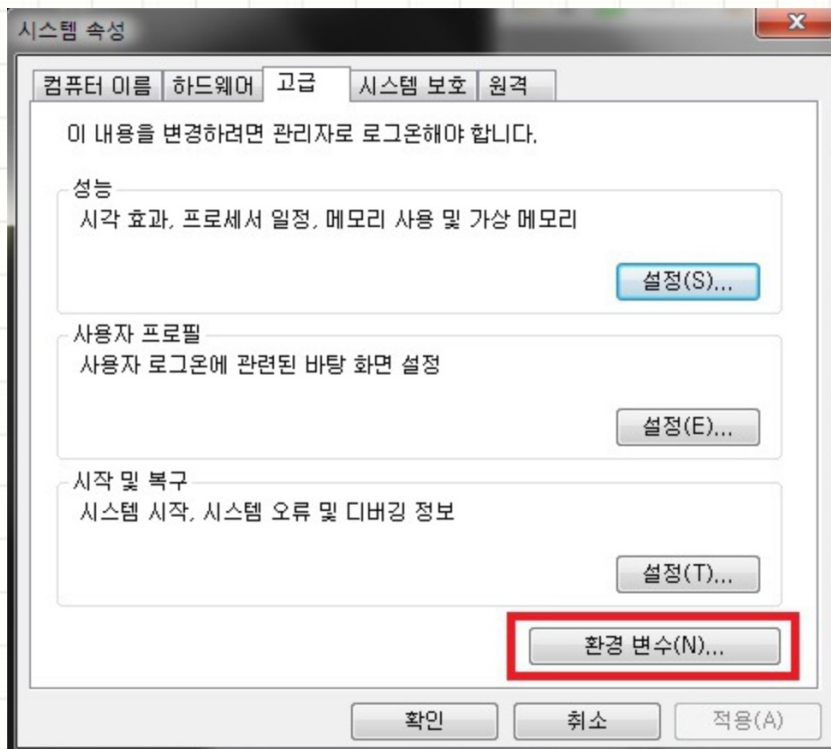 시스템 속성
컴퓨터 이름 하드웨어 고급 시스템 보호 원격
이 내용을 변경하려면 관리자로 로그온해야 합니다.
성능
시각 효과, 프로세서 일정, 메모리 사용 및 가상 메모리
설정(S)...
사용자 프로필
사용자 로그온에 관련된 바탕 화면 설정
설정(E)...
시작 및 복구
시스템 시작, 시스템 오류 및 디버깅 정보
설정(T)...
환경 변수(N)...
확인 취소 적용(A)